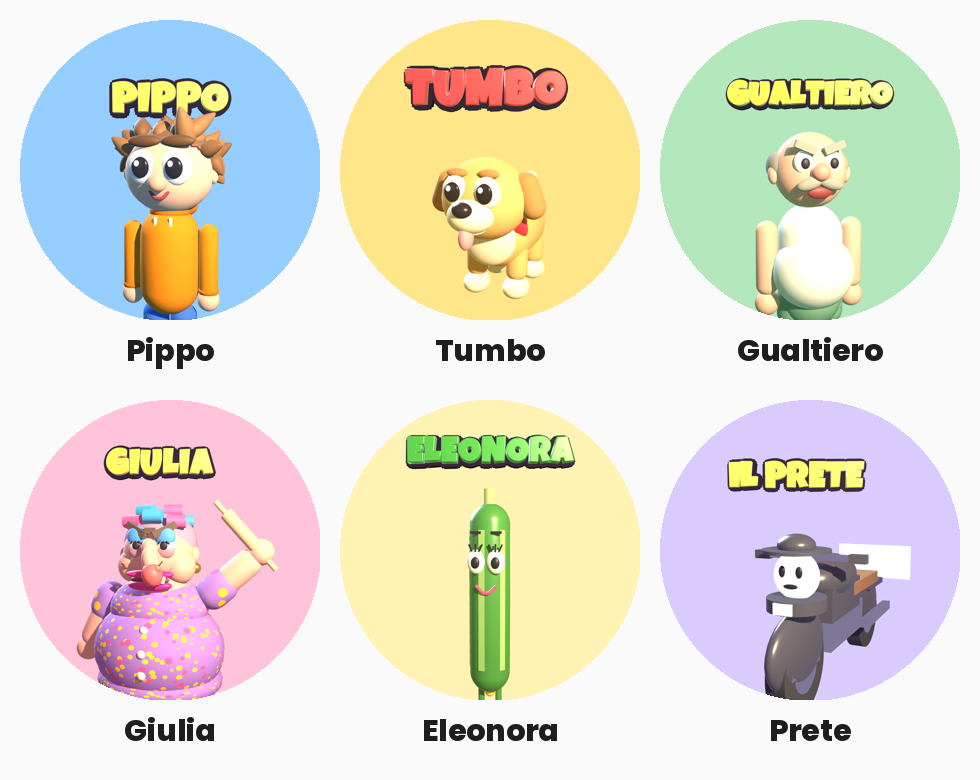 PIPPO
TUMBO
GUALTIERO
Pippo
Tumbo
Gualtiero
GIULIA
ELEONORA
IL PRETE
Giulia
Eleonora
Prete